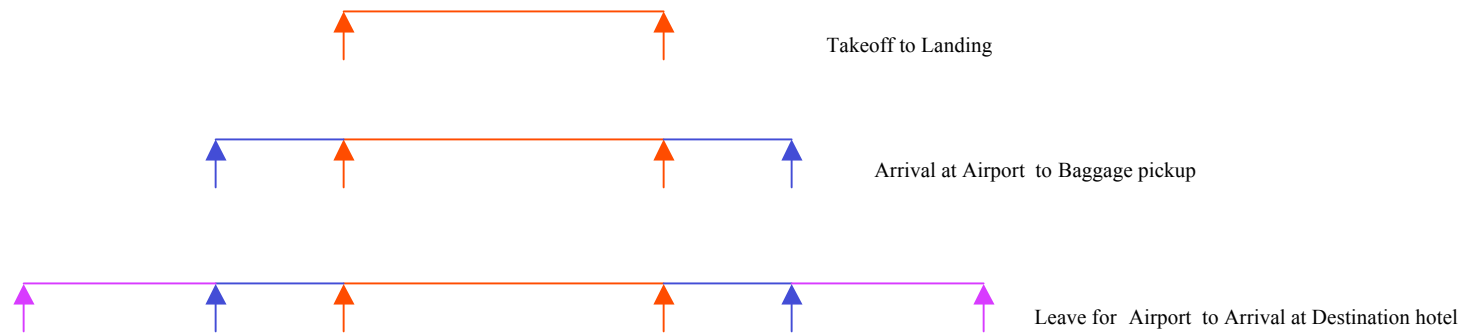 Takeoff to Landing
Arrival at Airport  to Baggage pickup
Leave for  Airport  to Arrival at Destination hotel